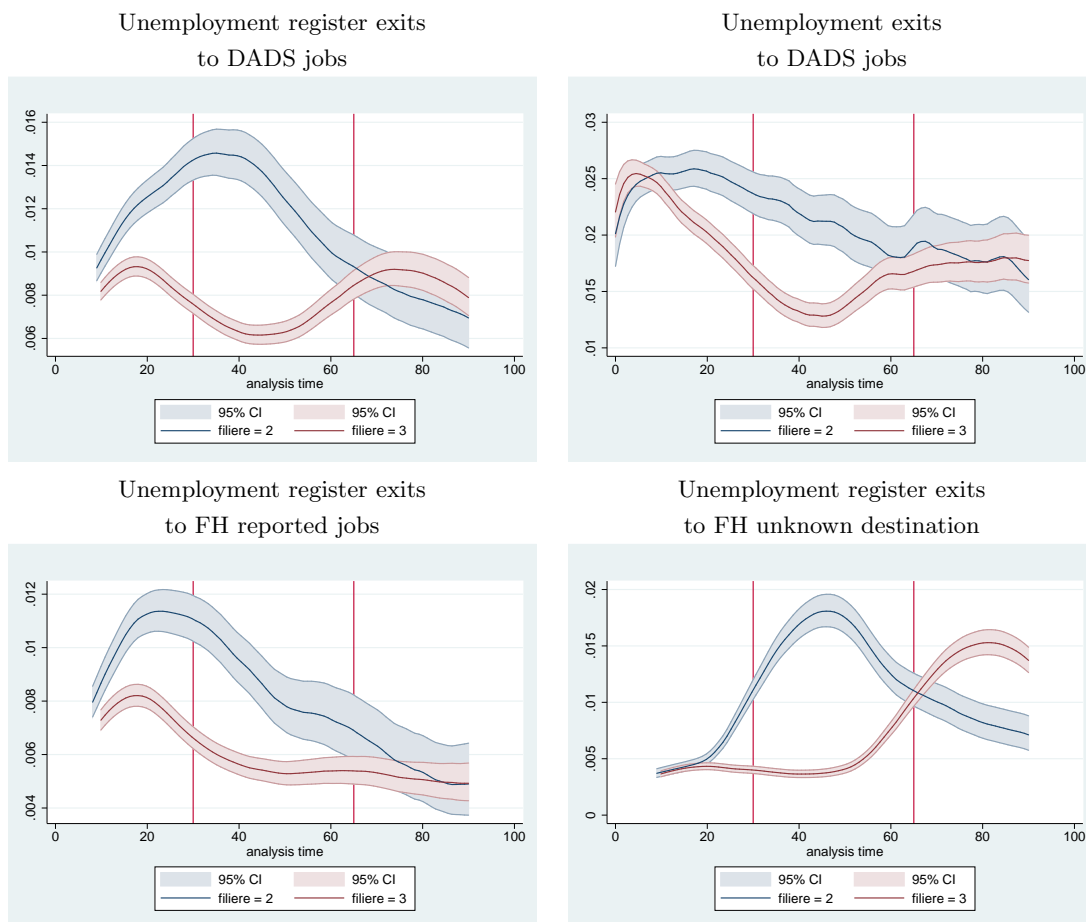 Unemployment register exits
to DADS jobs
.016
.014
.012
.01
.008
.006
0 20 40 60 80 100
analysis time
95% CI 95% CI
filiere = 2 filiere = 3
Unemployment exits
to DADS jobs
.03
.025
.02
.015
.01
0 20 40 60 80 100
analysis time
95% CI 95% CI
filiere = 2 filiere = 3
Unemployment register exits
to FH reported jobs
.012
.01
.008
.006
.004
0 20 40 60 80 100
analysis time
95% CI 95% CI
filiere = 2 filiere = 3
Unemployment register exits
to FH unknown destination
.02
.015
.01
.005
0
0 20 40 60 80 100
analysis time
95% CI 95% CI
filiere = 2 filiere = 3